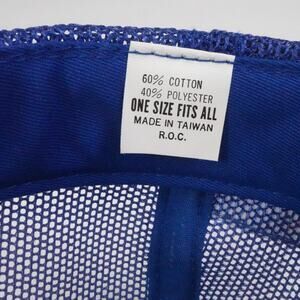 60% COTTON
40% POLYESTER
ONE SIZE FITS ALL
MADE IN TAIWAN
R.O.C.